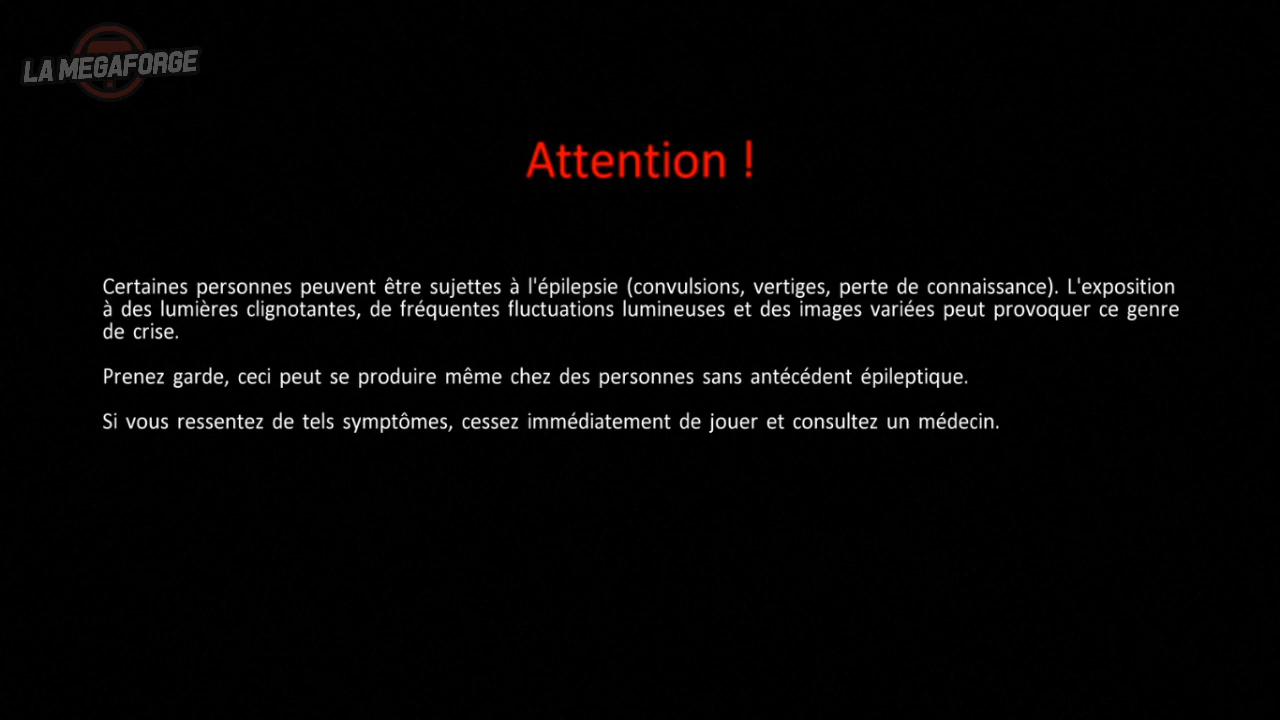 LA MEGAFORGE
Attention !
Certaines personnes peuvent être sujettes à l'épilepsie (convulsions, vertiges, perte de connaissance). L'exposition
à des lumières clignotantes, de fréquentes fluctuations lumineuses et des images variées peut provoquer ce genre
de crise.
Prenez garde, ceci peut se produire même chez des personnes sans antécédent épileptique.
Si vous ressentez de tels symptômes, cessez immédiatement de jouer et consultez un médecin.